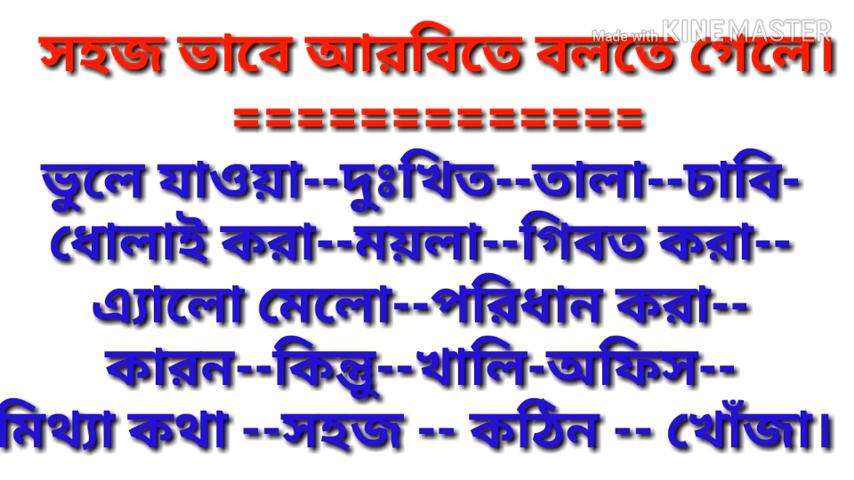 Made with KINEMASTER
সহজ ভাবে আরবিতে বলতে গেলে।
=============
ভুলে যাওয়া--দুঃখিত--তালা--চাবি-
ধোলাই করা--ময়লা--গিবত করা--
এ্যালো মেলো--পরিধান করা--
কারন--কিন্তু--খালি-অফিস--
মিথ্যা কথা --সহজ -- কঠিন -- খোঁজা।